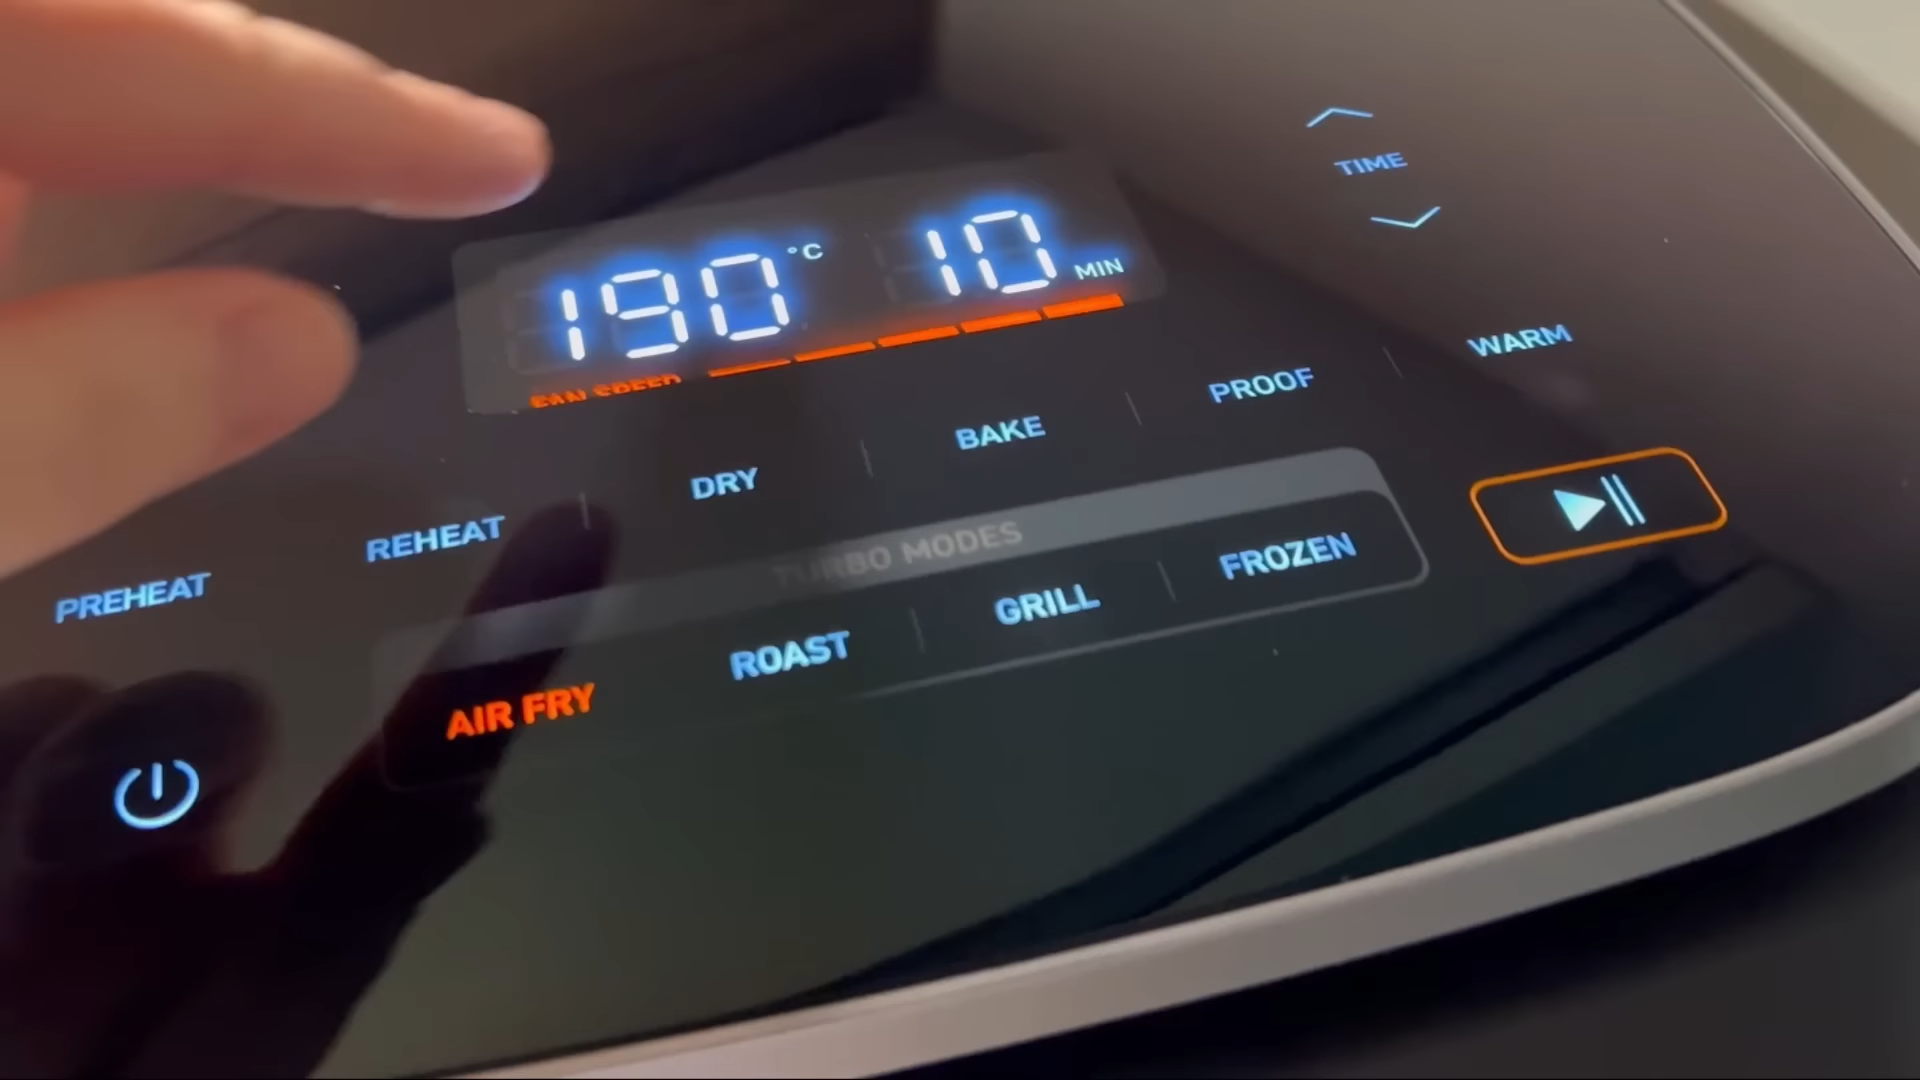 TIME
190 °C 10 MIN
FAN SPEED
PREHEAT REHEAT DRY BAKE PROOF WARM
TURBO MODES
AIR FRY ROAST GRILL FROZEN